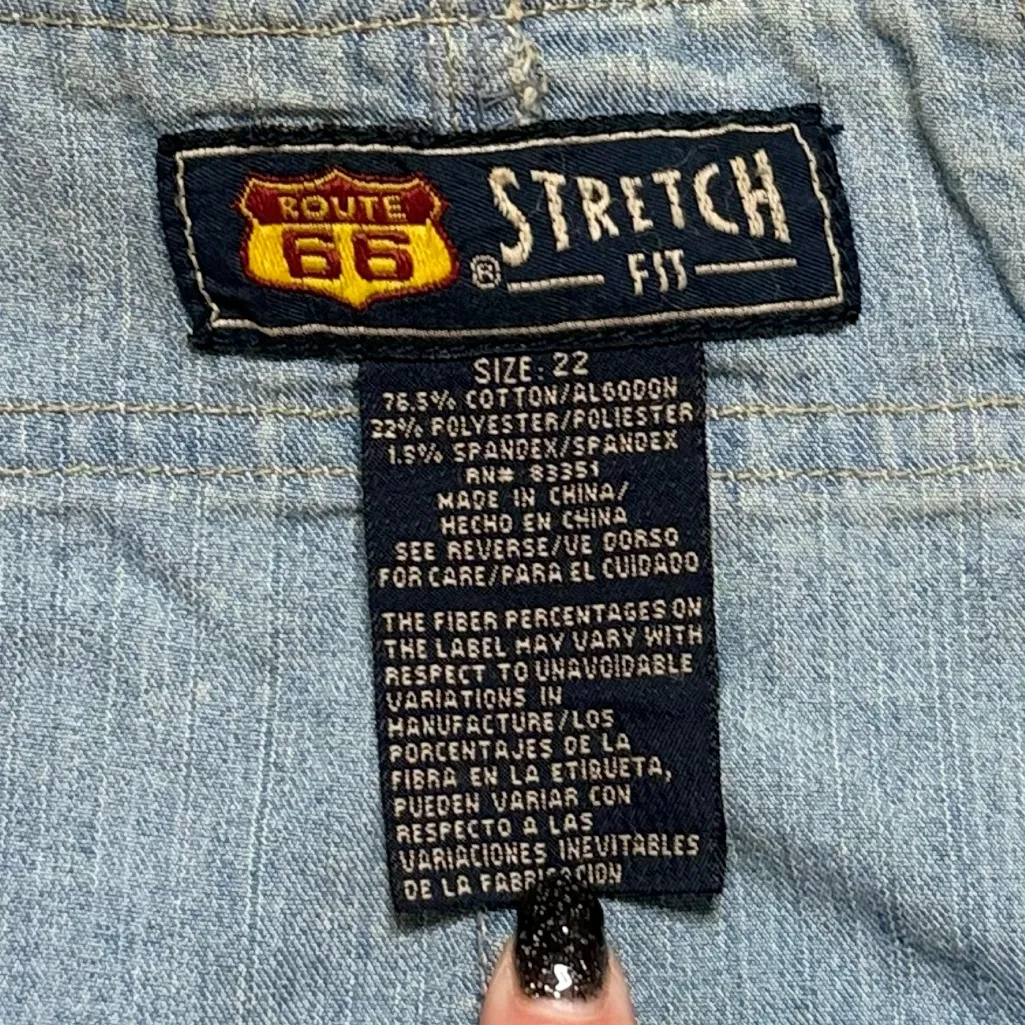 ROUTE
66
®
STRETCH
FIT
SIZE: 22
76.5% COTTON/ALGODON
22% POLYESTER/POLIESTER
1.5% SPANDEX/SPANDEX
RN# 83351
MADE IN CHINA/
HECHO EN CHINA
SEE REVERSE/VE DORSO
FOR CARE/PARA EL CUIDADO
THE FIBER PERCENTAGES ON
THE LABEL MAY VARY WITH
RESPECT TO UNAVOIDABLE
VARIATIONS IN
MANUFACTURE/LOS
PORCENTAJES DE LA
FIBRA EN LA ETIQUETA,
PUEDEN VARIAR CON
RESPECTO A LAS
VARIACIONES INEVITABLES
DE LA FABRICACION